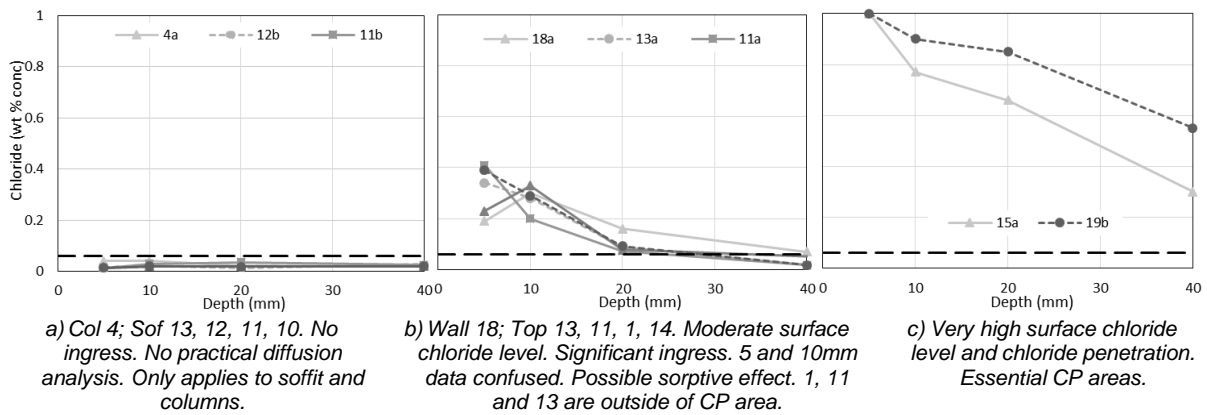 1
4a 12b 11b
18a 13a 11a
0.8
Chloride (wt % conc)
0.6
0.4
0.2
15a 19b
0
0 10 20 30 40
Depth (mm)
0 10 20 30 40
Depth (mm)
0 10 20 30 40
Depth (mm)
a) Col 4; Sof 13, 12, 11, 10. No
ingress. No practical diffusion
analysis. Only applies to soffit and
columns.
b) Wall 18; Top 13, 11, 1, 14. Moderate surface
chloride level. Significant ingress. 5 and 10mm
data confused. Possible sorptive effect. 1, 11
and 13 are outside of CP area.
c) Very high surface chloride
level and chloride penetration.
Essential CP areas.